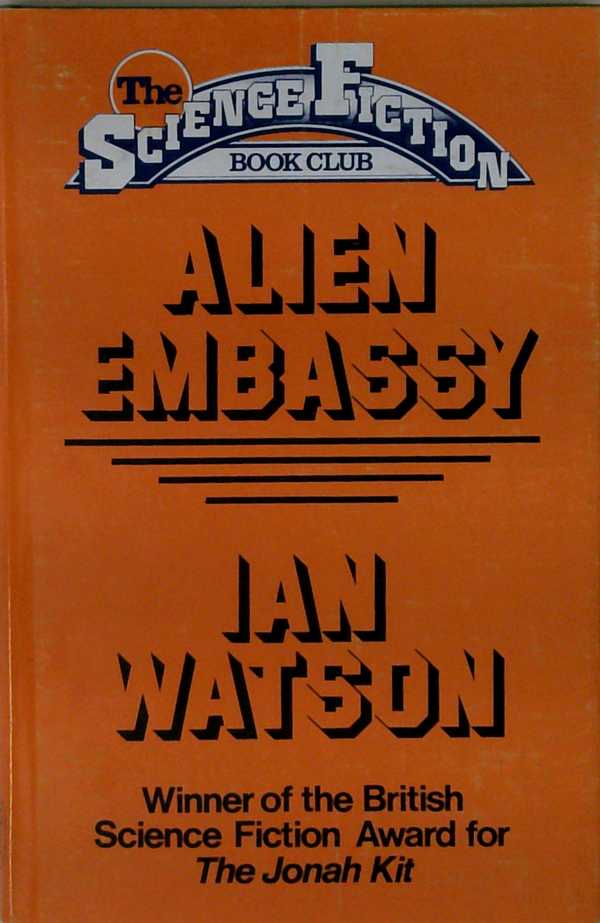 The
SCIENCE FICTION
BOOK CLUB
ALIEN
EMBASSY
IAN
WATSON
Winner of the British
Science Fiction Award for
The Jonah Kit